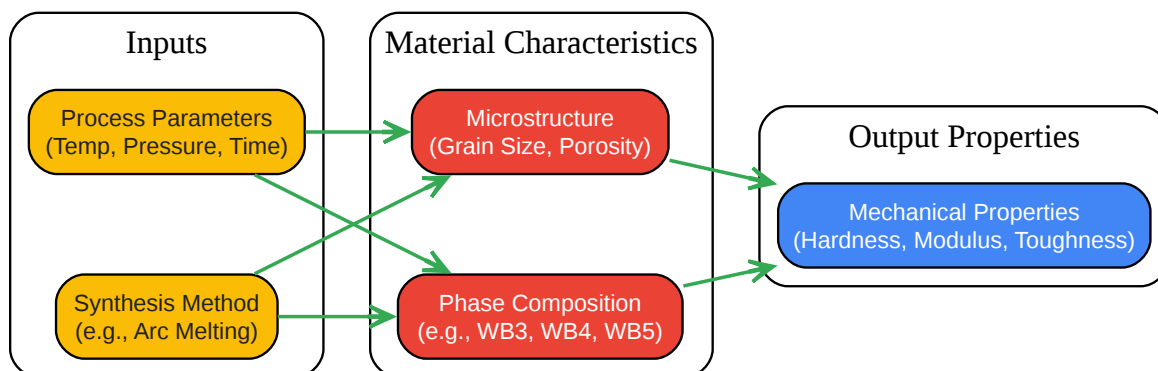 Inputs
Process Parameters
(Temp, Pressure, Time)
Synthesis Method
(e.g., Arc Melting)
Material Characteristics
Microstructure
(Grain Size, Porosity)
Phase Composition
(e.g., WB3, WB4, WB5)
Output Properties
Mechanical Properties
(Hardness, Modulus, Toughness)